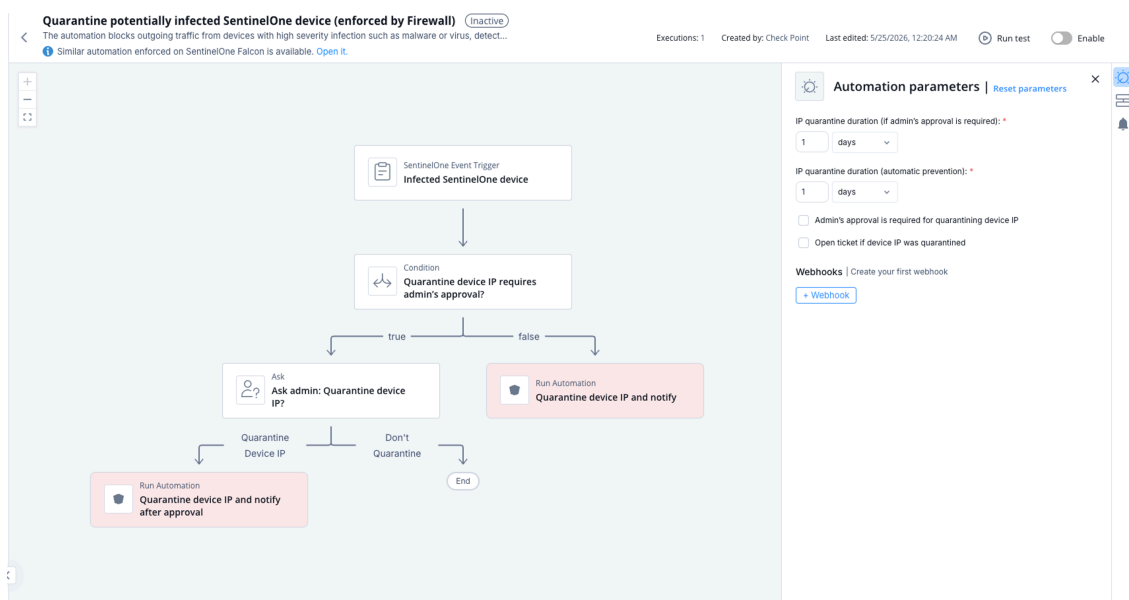 Quarantine potentially infected SentinelOne device (enforced by Firewall) Inactive
The automation blocks outgoing traffic from devices with high severity infection such as malware or virus, detect...
Similar automation enforced on SentinelOne Falcon is available. Open it.
Executions: 1 Created by: Check Point Last edited: 5/25/2026, 12:20:24 AM Run test Enable
Automation parameters | Reset parameters
IP quarantine duration (if admin's approval is required): *
1 days
IP quarantine duration (automatic prevention): *
1 days
Admin's approval is required for quarantining device IP
Open ticket if device IP was quarantined
Webhooks | Create your first webhook
+ Webhook
SentinelOne Event Trigger
Infected SentinelOne device
Condition
Quarantine device IP requires
admin's approval?
true false
Ask
Ask admin: Quarantine device
IP?
Run Automation
Quarantine device IP and notify
Quarantine
Device IP
Don't
Quarantine
End
Run Automation
Quarantine device IP and notify
after approval